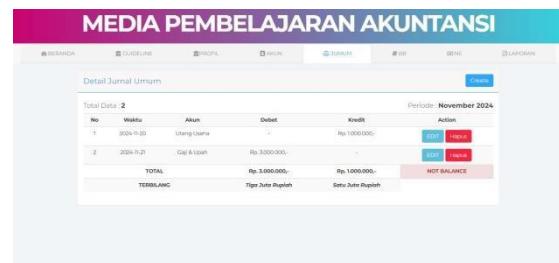 MEDIA PEMBELAJARAN AKUNTANSI
BERANDA GUIDELINE PROFIL AKUN JUMUM BB NS LAPORAN
Detail Jurnal Umum Create
Total Data : 2 Periode : November 2024
No Waktu Akun Debet Kredit Action
1 2024-11-20 Utang Usaha - Rp. 1.000.000,- EDIT Hapus
2 2024-11-21 Gaji & Upah Rp. 3.000.000,- - EDIT Hapus
TOTAL Rp. 3.000.000,- Rp. 1.000.000,- NOT BALANCE
TERBILANG Tiga Juta Rupiah Satu Juta Rupiah